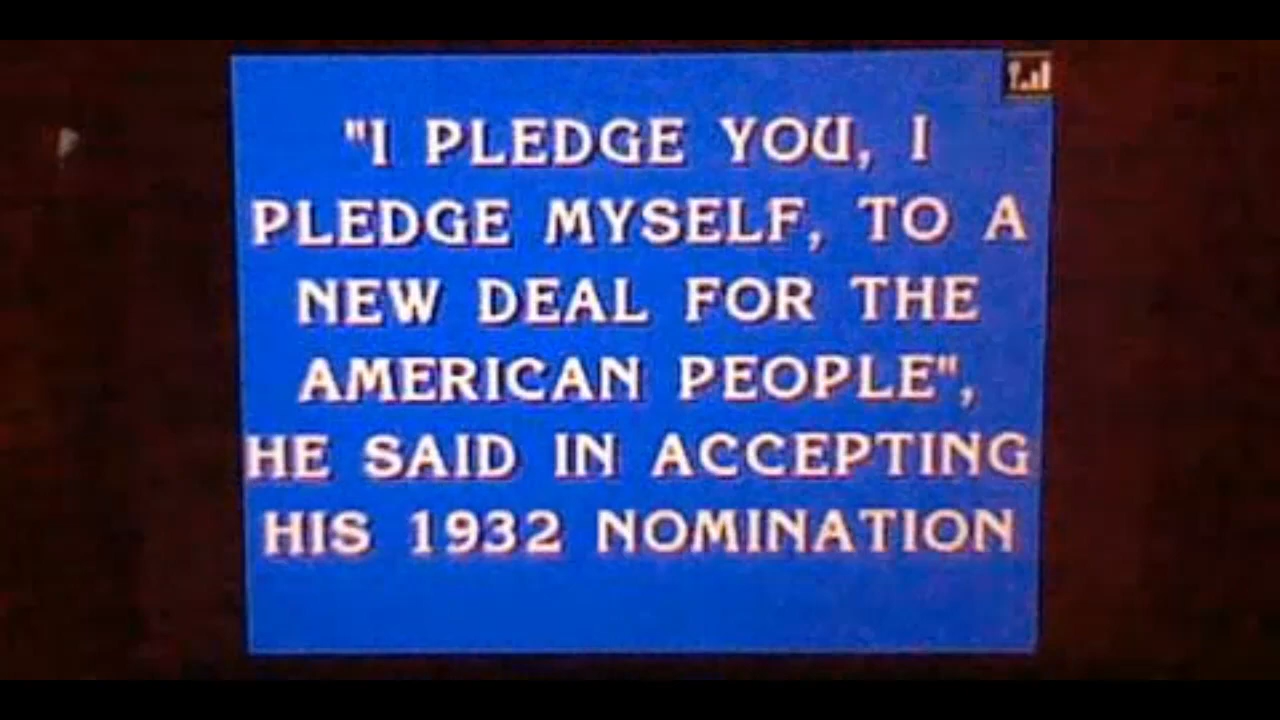 "I PLEDGE YOU, I
PLEDGE MYSELF, TO A
NEW DEAL FOR THE
AMERICAN PEOPLE",
HE SAID IN ACCEPTING
HIS 1932 NOMINATION